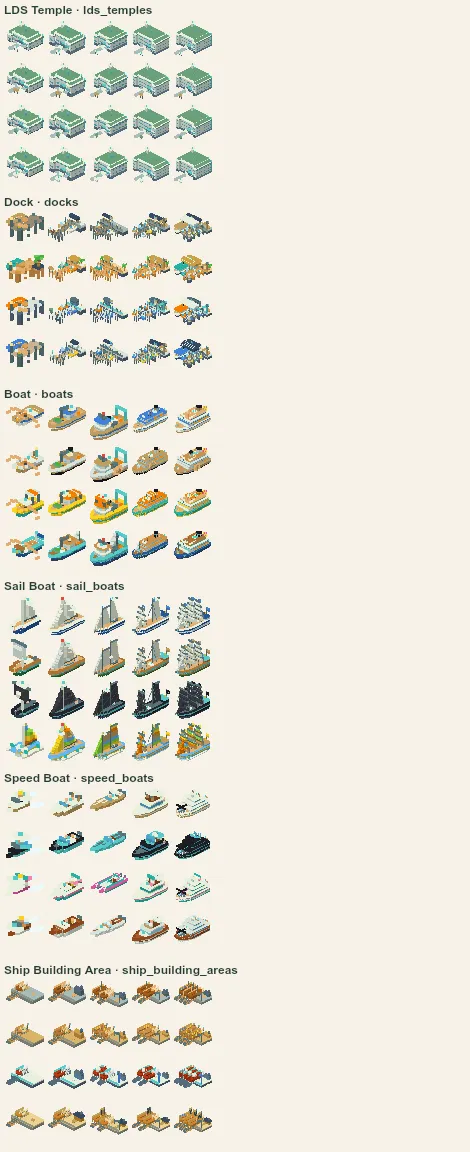 LDS Temple · lds_temples
Dock · docks
Boat · boats
Sail Boat · sail_boats
Speed Boat · speed_boats
Ship Building Area · ship_building_areas